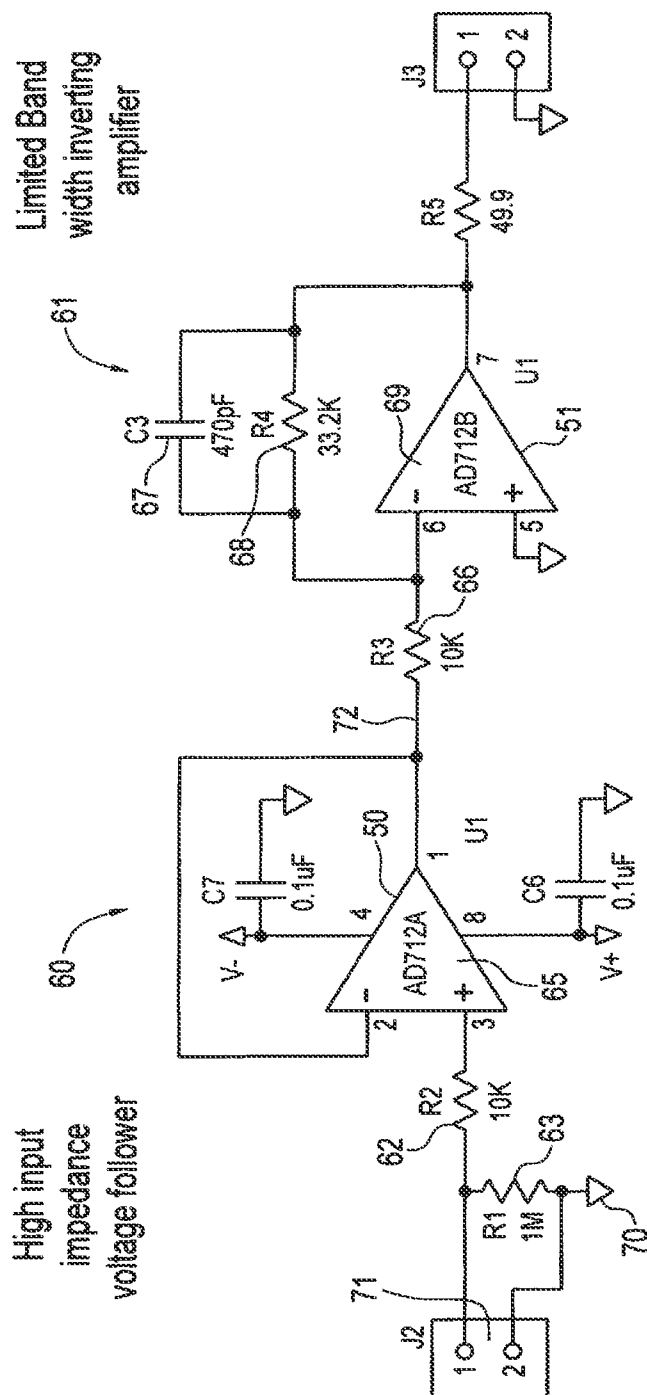 High input
impedance
voltage follower
60
Limited Band
width inverting
amplifier
61
J2
1
2
71
R1
1M
63
70
62
R2
10K
2
3
-
+
AD712A
65
50
4
8
1
U1
V-
C7
0.1uF
V+
C6
0.1uF
72
R3
10K
66
C3
470pF
67
R4
33.2K
68
6
5
-
+
AD712B
69
51
7
U1
R5
49.9
J3
1
2